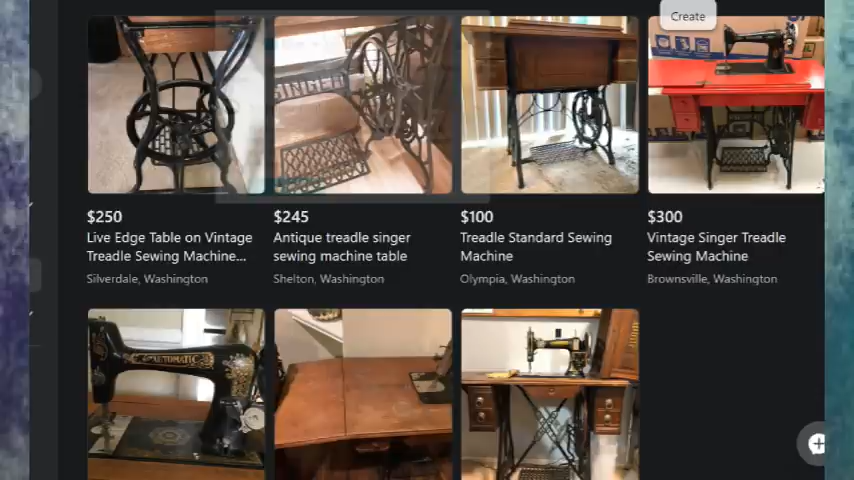 Create
$250
Live Edge Table on Vintage
Treadle Sewing Machine...
Silverdale, Washington
$245
Antique treadle singer
sewing machine table
Shelton, Washington
$100
Treadle Standard Sewing
Machine
Olympia, Washington
$300
Vintage Singer Treadle
Sewing Machine
Brownsville, Washington
AUTOMATIC